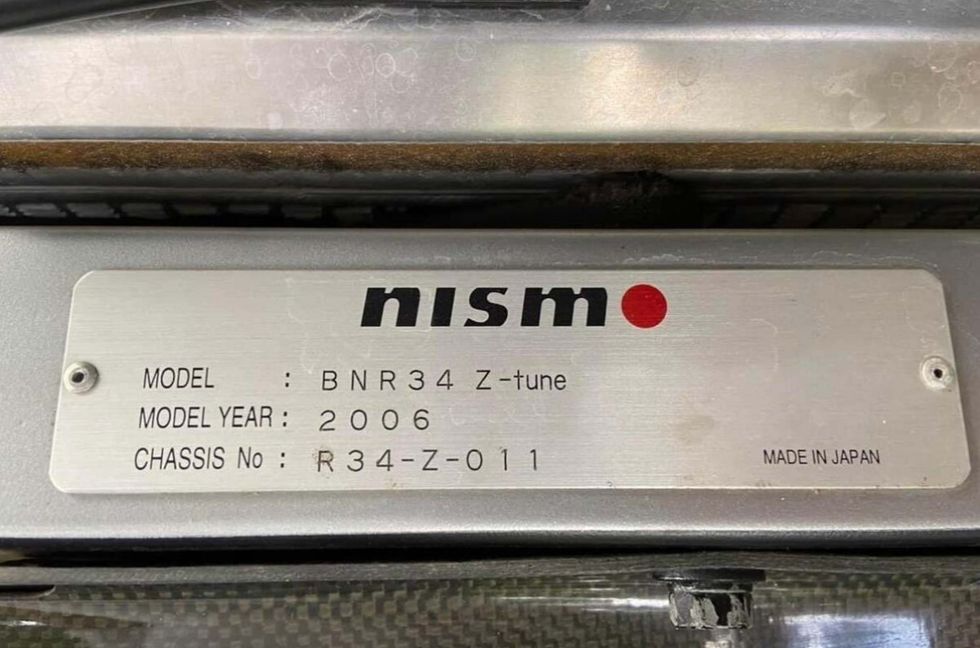 nismo
MODEL : BNR34 Z-tune
MODEL YEAR : 2006
CHASSIS No : R34-Z-011
MADE IN JAPAN